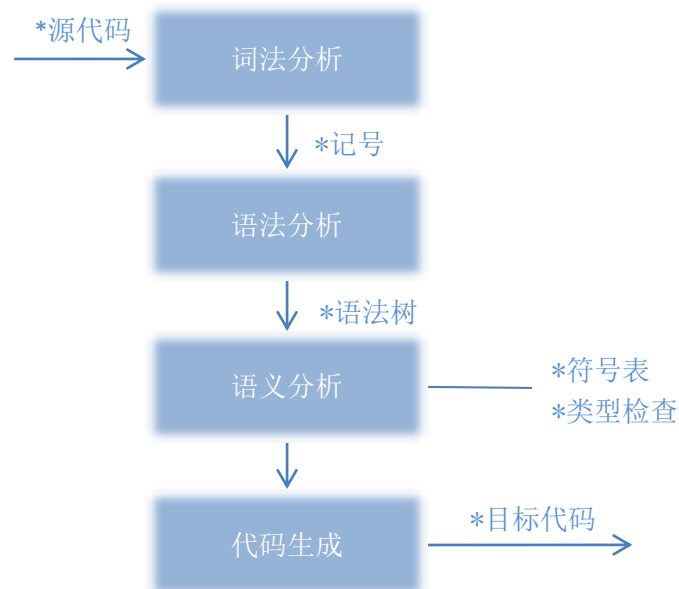 *源代码
词法分析
*记号
语法分析
*语法树
语义分析
*符号表
*类型检查
代码生成
*目标代码